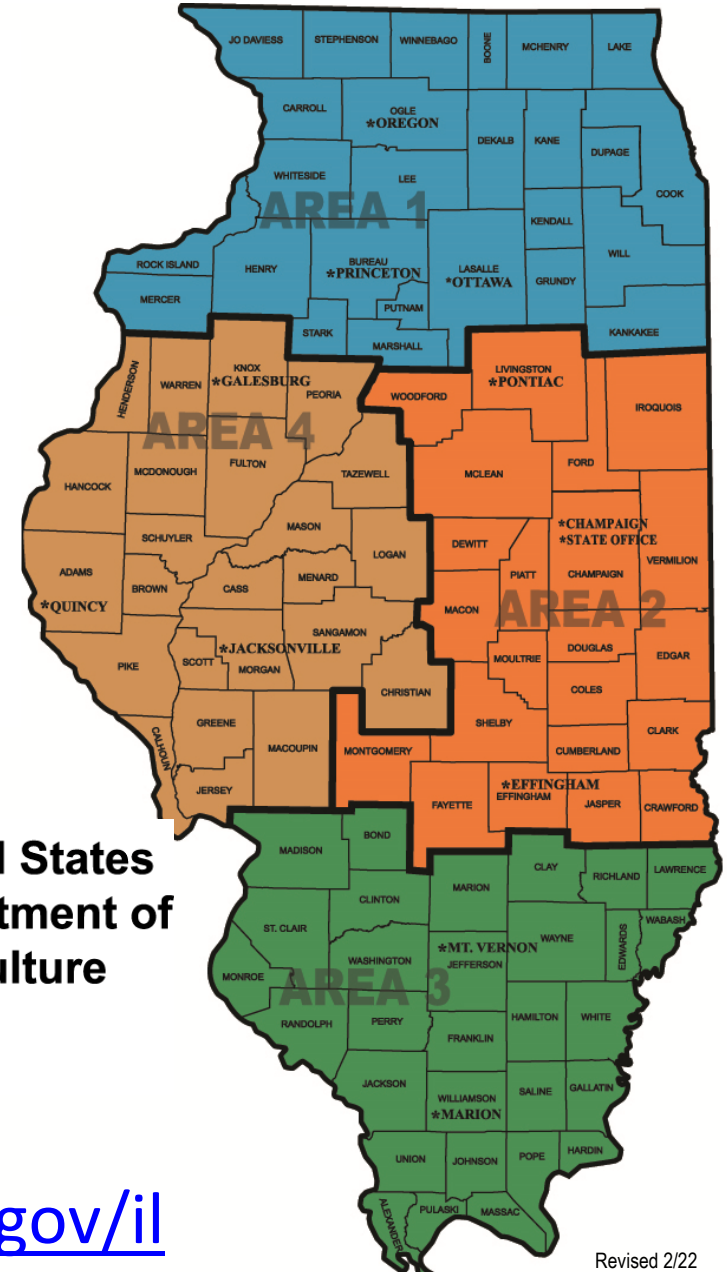 JO DAVIESS
STEPHENSON
WINNEBAGO
BOONE
MCHENRY
LAKE
CARROLL
OGLE
*OREGON
DEKALB
KANE
DUPAGE
COOK
WHITESIDE
LEE
AREA 1
KENDALL
WILL
ROCK ISLAND
HENRY
BUREAU
*PRINCETON
LASALLE
*OTTAWA
GRUNDY
MERCER
PUTNAM
STARK
MARSHALL
KANKAKEE
HENDERSON
WARREN
KNOX
*GALESBURG
PEORIA
WOODFORD
LIVINGSTON
*PONTIAC
IROQUOIS
AREA 4
HANCOCK
MCDONOUGH
FULTON
TAZEWELL
MCLEAN
FORD
SCHUYLER
MASON
LOGAN
DEWITT
*CHAMPAIGN
*STATE OFFICE
CHAMPAIGN
VERMILION
ADAMS
*QUINCY
BROWN
CASS
MENARD
PIATT
MACON
AREA 2
PIKE
SCOTT
*JACKSONVILLE
MORGAN
SANGAMON
CHRISTIAN
MOULTRIE
DOUGLAS
EDGAR
COLES
SHELBY
CALHOUN
GREENE
MACOUPIN
MONTGOMERY
CUMBERLAND
CLARK
JERSEY
FAYETTE
*EFFINGHAM
EFFINGHAM
JASPER
CRAWFORD
d States
tment of
ulture
MADISON
BOND
MARION
CLAY
RICHLAND
LAWRENCE
CLINTON
ST. CLAIR
WASHINGTON
*MT. VERNON
JEFFERSON
WAYNE
EDWARDS
WABASH
MONROE
AREA 3
RANDOLPH
PERRY
FRANKLIN
HAMILTON
WHITE
JACKSON
WILLIAMSON
*MARION
SALINE
GALLATIN
UNION
JOHNSON
POPE
HARDIN
ALEXANDER
PULASKI
MASSAC
gov/il
Revised 2/22